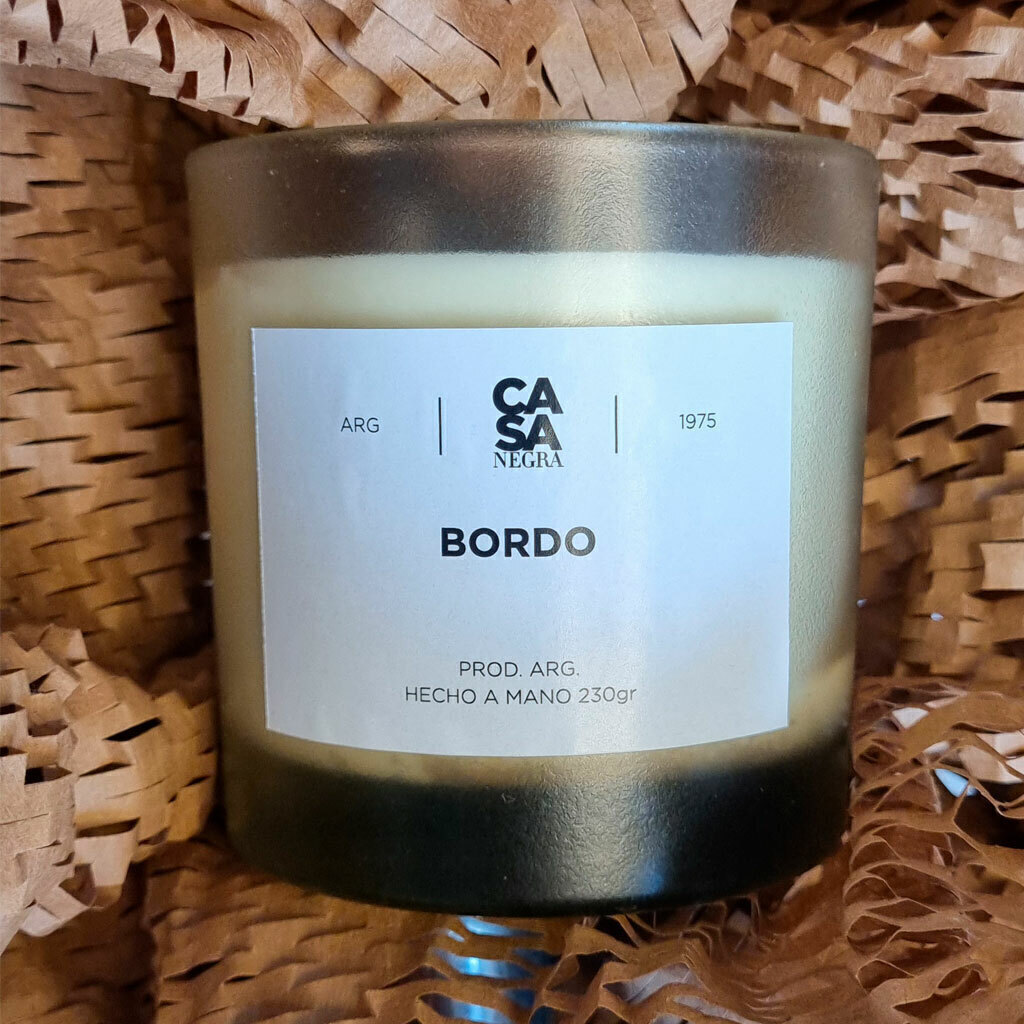 ARG
CA
SA
NEGRA
1975
BORDO
PROD. ARG.
HECHO A MANO 230gr